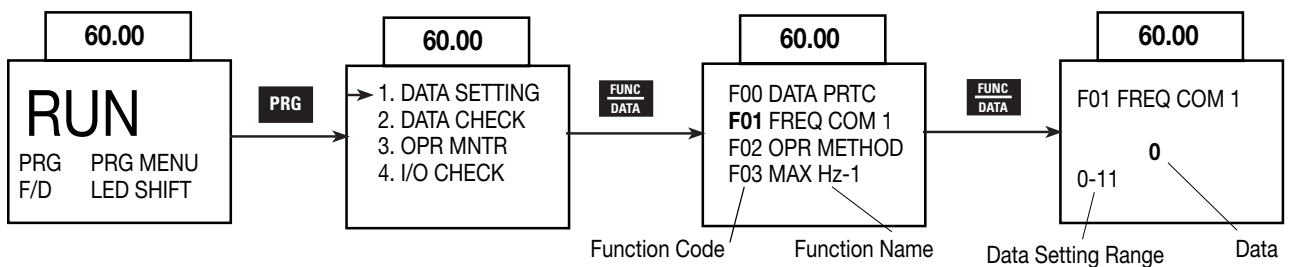 60.00
RUN
PRG PRG MENU
F/D LED SHIFT
PRG
60.00
1. DATA SETTING
2. DATA CHECK
3. OPR MNTR
4. I/O CHECK
FUNC
DATA
60.00
F00 DATA PRTC
F01 FREQ COM 1
F02 OPR METHOD
F03 MAX Hz-1
Function Code
Function Name
FUNC
DATA
60.00
F01 FREQ COM 1
0
0-11
Data Setting Range
Data